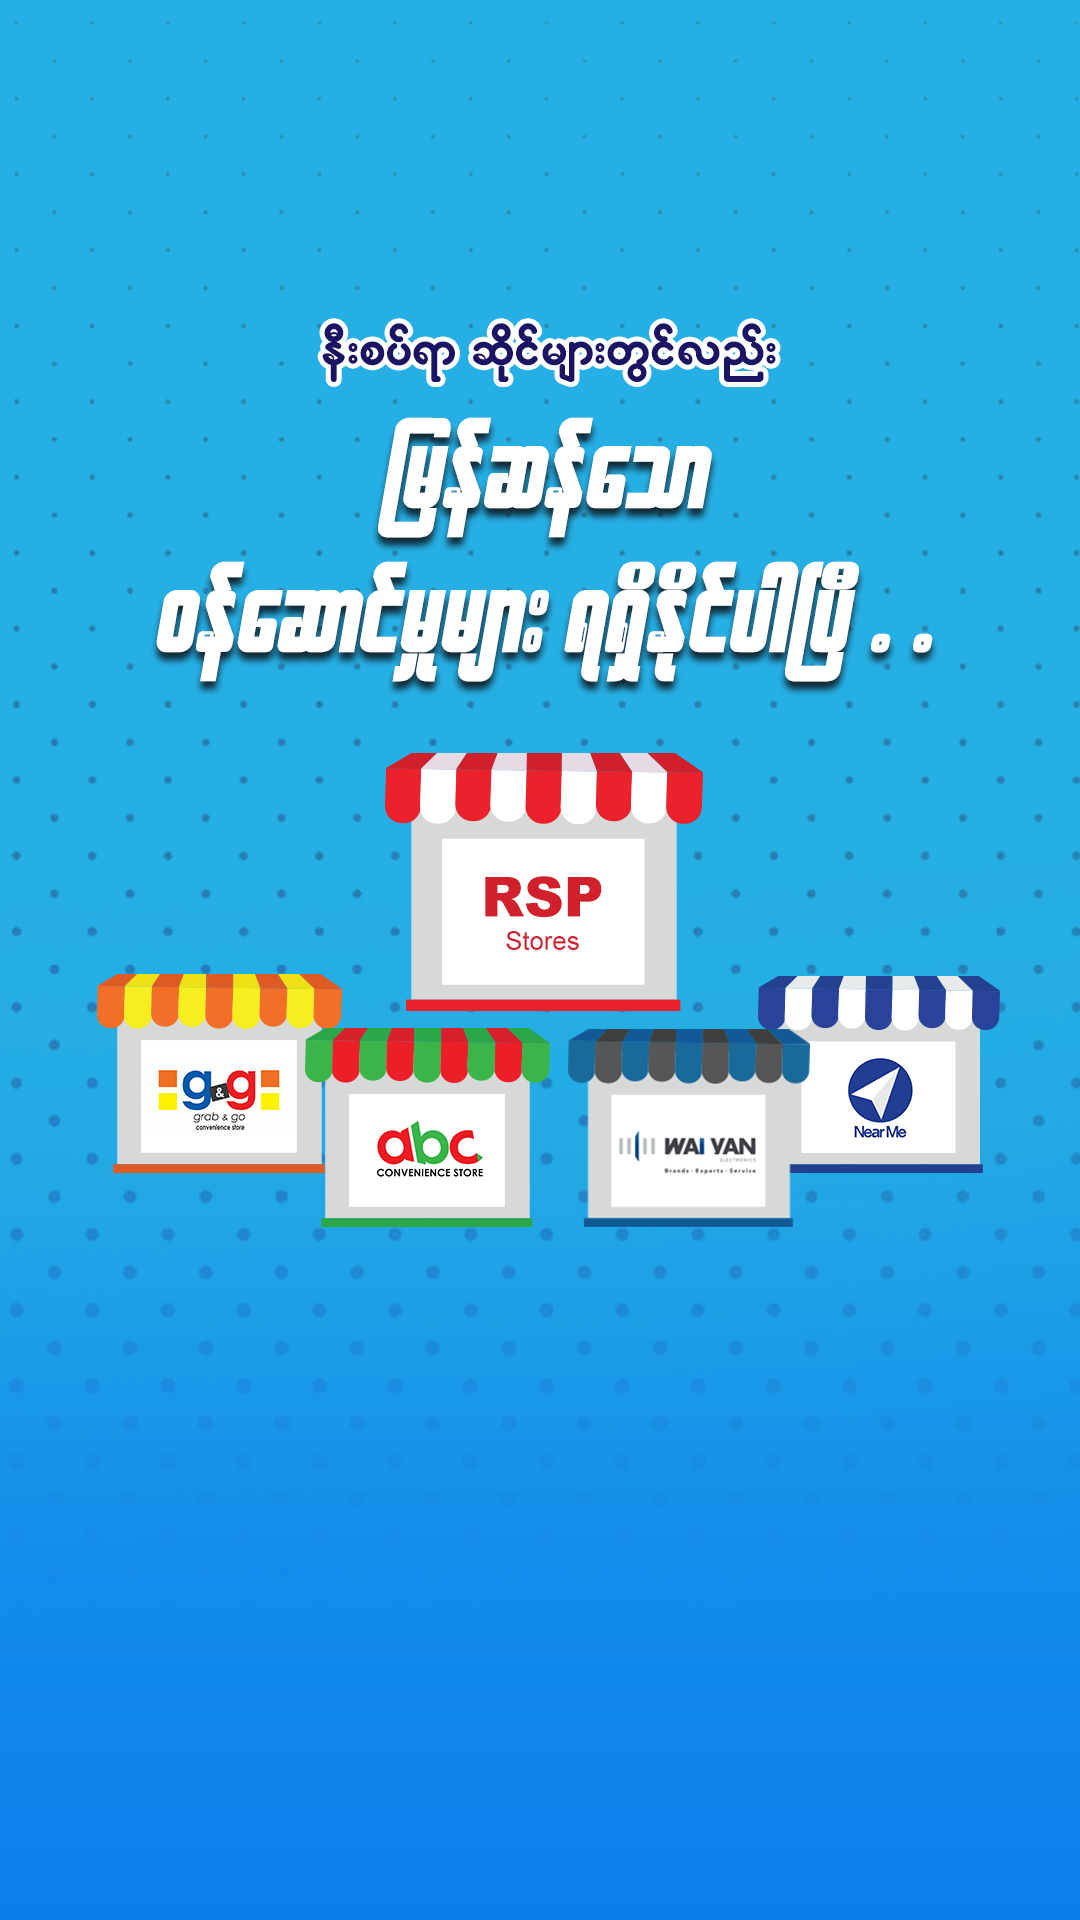 နီးစပ်ရာ ဆိုင်များတွင်လည်း
မြန်ဆန်သော
ဝန်ဆောင်မှုများ ရရှိနိုင်ပါပြီ . .
RSP
Stores
g&g
grab & go
convenience store
abc
CONVENIENCE STORE
WAI YAN
ELECTRONICS
Brands · Experts · Service
Near Me